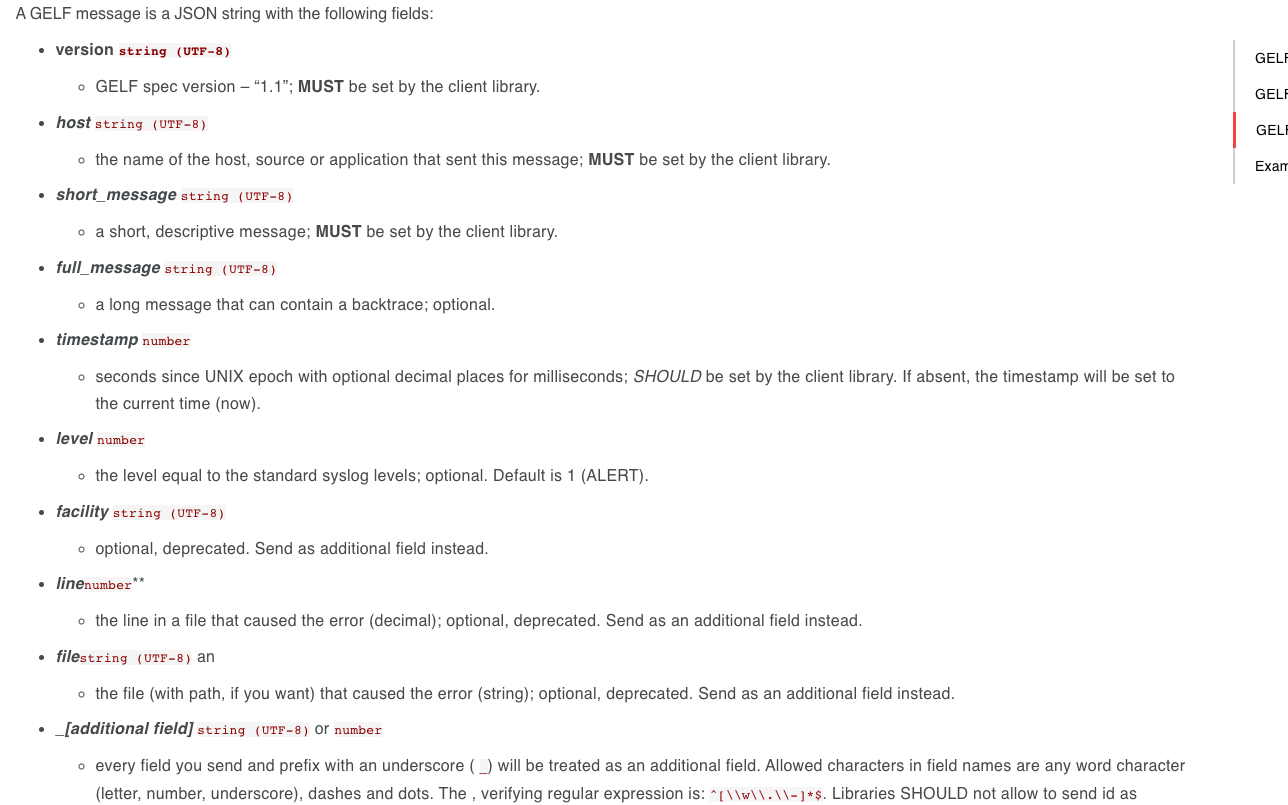 A GELF message is a JSON string with the following fields:
• version string (UTF-8)
◦ GELF spec version – “1.1”; MUST be set by the client library.
• host string (UTF-8)
◦ the name of the host, source or application that sent this message; MUST be set by the client library.
• short_message string (UTF-8)
◦ a short, descriptive message; MUST be set by the client library.
• full_message string (UTF-8)
◦ a long message that can contain a backtrace; optional.
• timestamp number
◦ seconds since UNIX epoch with optional decimal places for milliseconds; SHOULD be set by the client library. If absent, the timestamp will be set to
the current time (now).
• level number
◦ the level equal to the standard syslog levels; optional. Default is 1 (ALERT).
• facility string (UTF-8)
◦ optional, deprecated. Send as additional field instead.
• linenumber**
◦ the line in a file that caused the error (decimal); optional, deprecated. Send as an additional field instead.
• filestring (UTF-8) an
◦ the file (with path, if you want) that caused the error (string); optional, deprecated. Send as an additional field instead.
• _[additional field] string (UTF-8) or number
◦ every field you send and prefix with an underscore ( _) will be treated as an additional field. Allowed characters in field names are any word character
(letter, number, underscore), dashes and dots. The , verifying regular expression is: ^[\\w\\.\\-]*$. Libraries SHOULD not allow to send id as
GELF
GELF
GELF
Exam